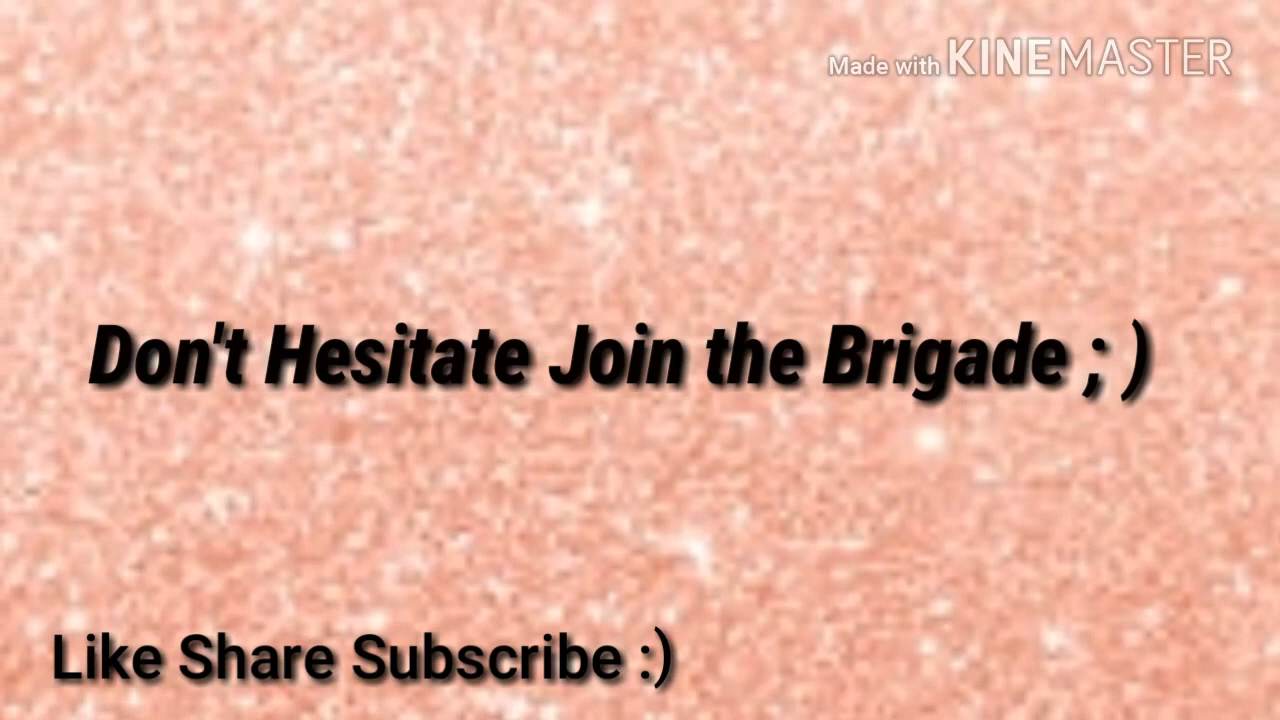 Made with KINEMASTER
Don't Hesitate Join the Brigade ; )
Like Share Subscribe :)